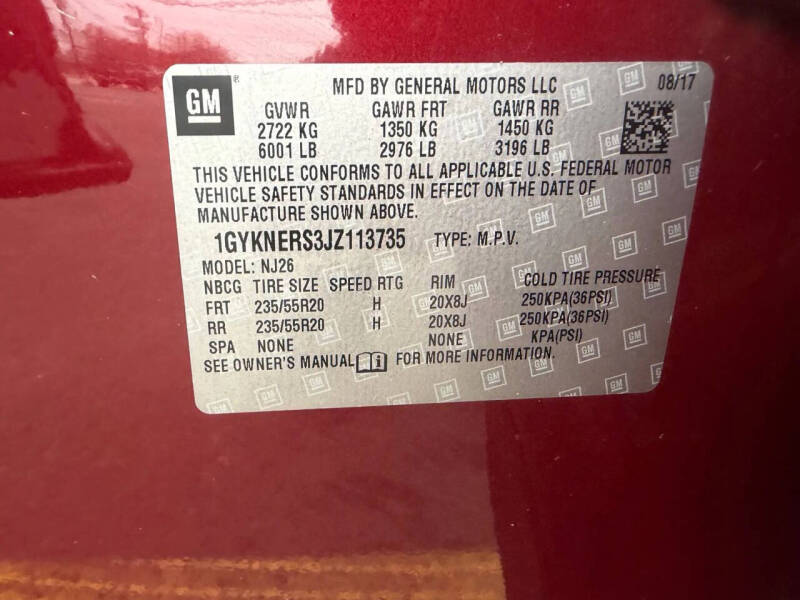 GM ® MFD BY GENERAL MOTORS LLC 08/17
GVWR GAWR FRT GAWR RR
2722 KG 1350 KG 1450 KG
6001 LB 2976 LB 3196 LB
THIS VEHICLE CONFORMS TO ALL APPLICABLE U.S. FEDERAL MOTOR
VEHICLE SAFETY STANDARDS IN EFFECT ON THE DATE OF
MANUFACTURE SHOWN ABOVE.
1GYKNERS3JZ113735 TYPE: M.P.V.
MODEL: NJ26
NBCG TIRE SIZE SPEED RTG RIM COLD TIRE PRESSURE
FRT 235/55R20 H 20X8J 250KPA(36PSI)
RR 235/55R20 H 20X8J 250KPA(36PSI)
SPA NONE NONE KPA(PSI)
SEE OWNER'S MANUAL i FOR MORE INFORMATION.